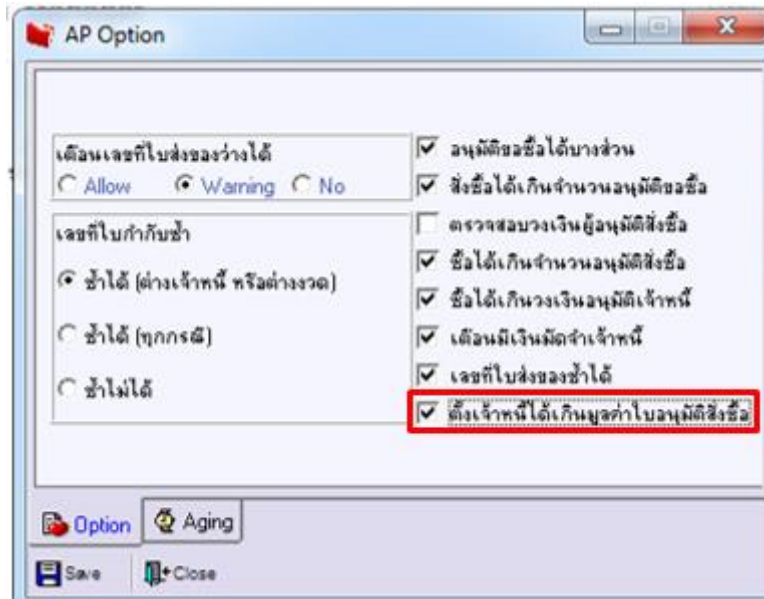 AP Option
เตือนเลขที่ใบส่งของว่างได้
Allow Warning No
เลขที่ใบกำกับซ้ำ
ซ้ำได้ (ต่างเจ้าหนี้ หรือต่างงวด)
ซ้ำได้ (ทุกกรณี)
ซ้ำไม่ได้
อนุมัติขอซื้อได้บางส่วน
สั่งซื้อได้เกินจำนวนอนุมัติขอซื้อ
ตรวจสอบวงเงินผู้อนุมัติสั่งซื้อ
ซื้อได้เกินจำนวนอนุมัติสั่งซื้อ
ซื้อได้เกินวงเงินอนุมัติเจ้าหนี้
เตือนมีเงินมัดจำเจ้าหนี้
เลขที่ใบส่งของซ้ำได้
ตั้งเจ้าหนี้ได้เกินมูลค่าใบอนุมัติสั่งซื้อ
Option Aging
Save Close